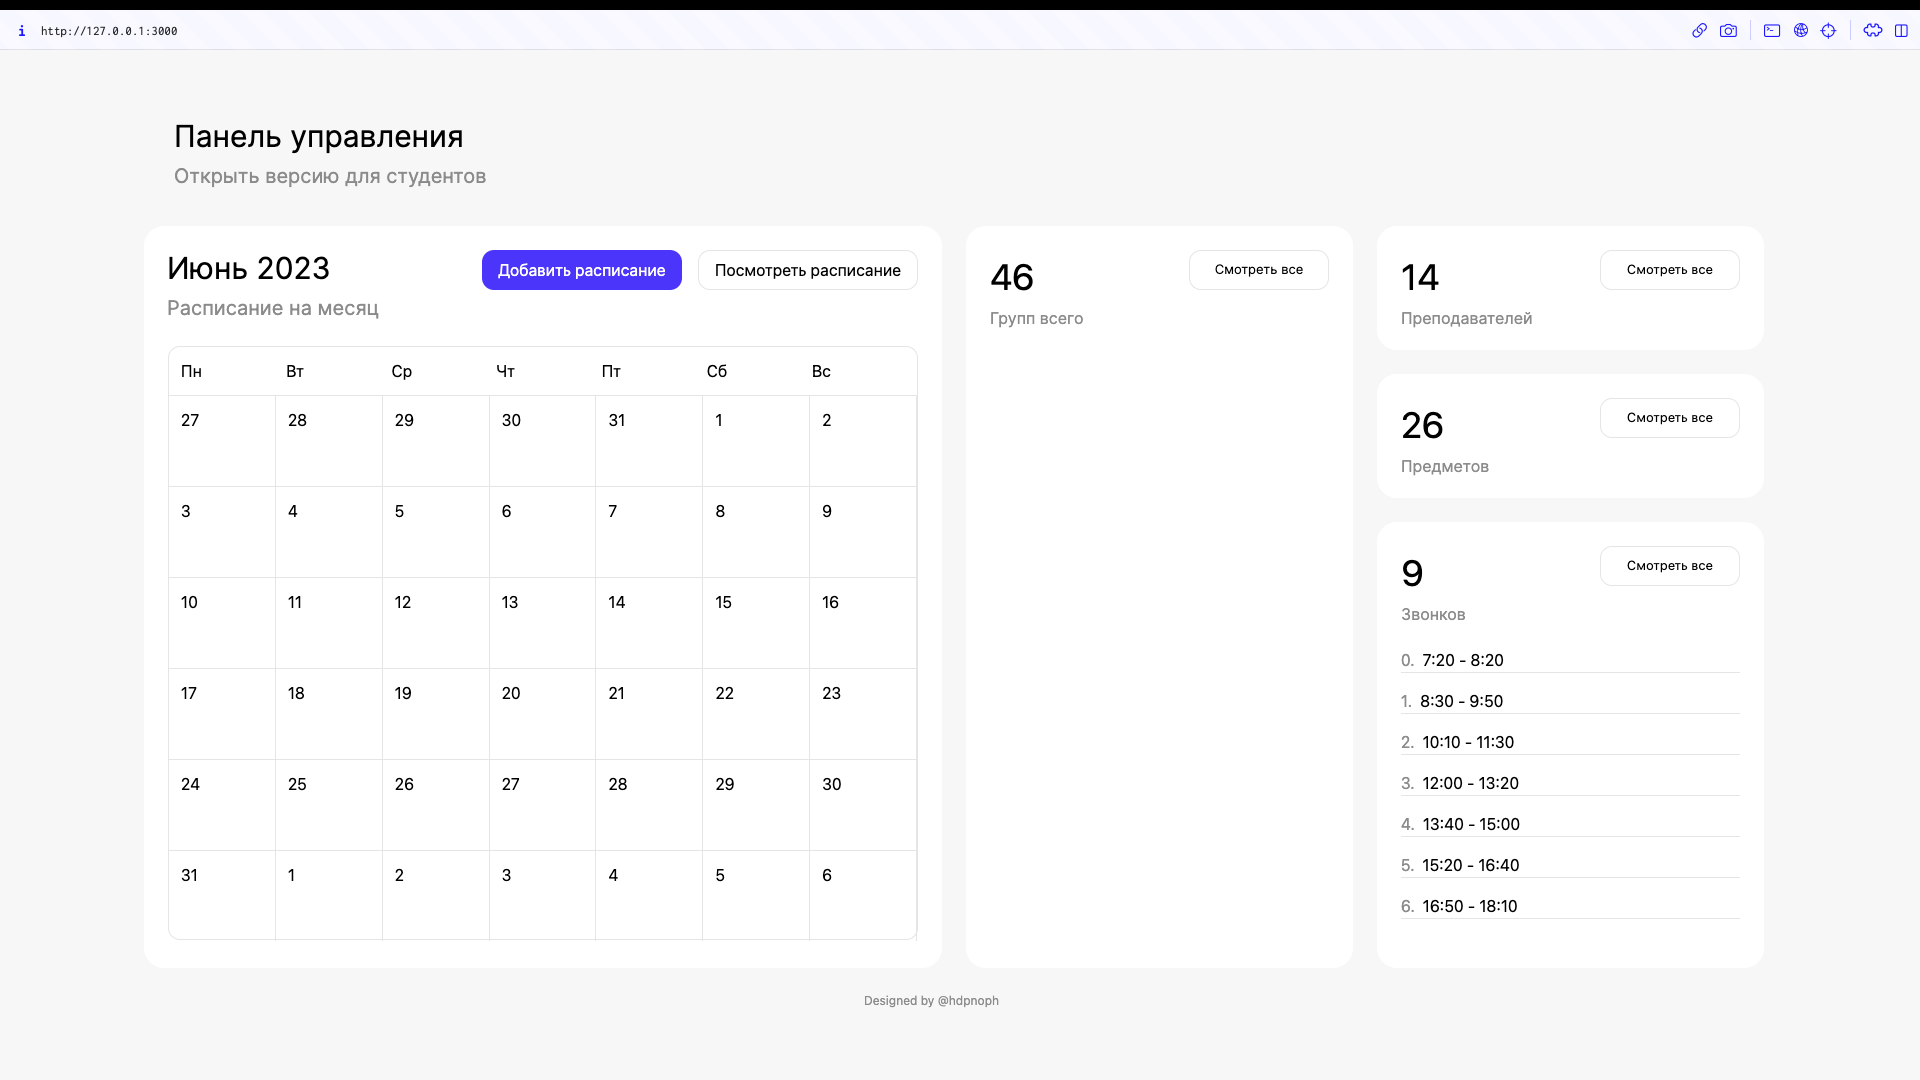 i http://127.0.0.1:3000
Панель управления
Открыть версию для студентов
Июнь 2023
Расписание на месяц
Добавить расписание
Посмотреть расписание
Пн Вт Ср Чт Пт Сб Вс
27 28 29 30 31 1 2
3 4 5 6 7 8 9
10 11 12 13 14 15 16
17 18 19 20 21 22 23
24 25 26 27 28 29 30
31 1 2 3 4 5 6
46
Групп всего
Смотреть все
14
Преподавателей
Смотреть все
26
Предметов
Смотреть все
9
Звонков
Смотреть все
0. 7:20 - 8:20
1. 8:30 - 9:50
2. 10:10 - 11:30
3. 12:00 - 13:20
4. 13:40 - 15:00
5. 15:20 - 16:40
6. 16:50 - 18:10
Designed by @hdpnoph